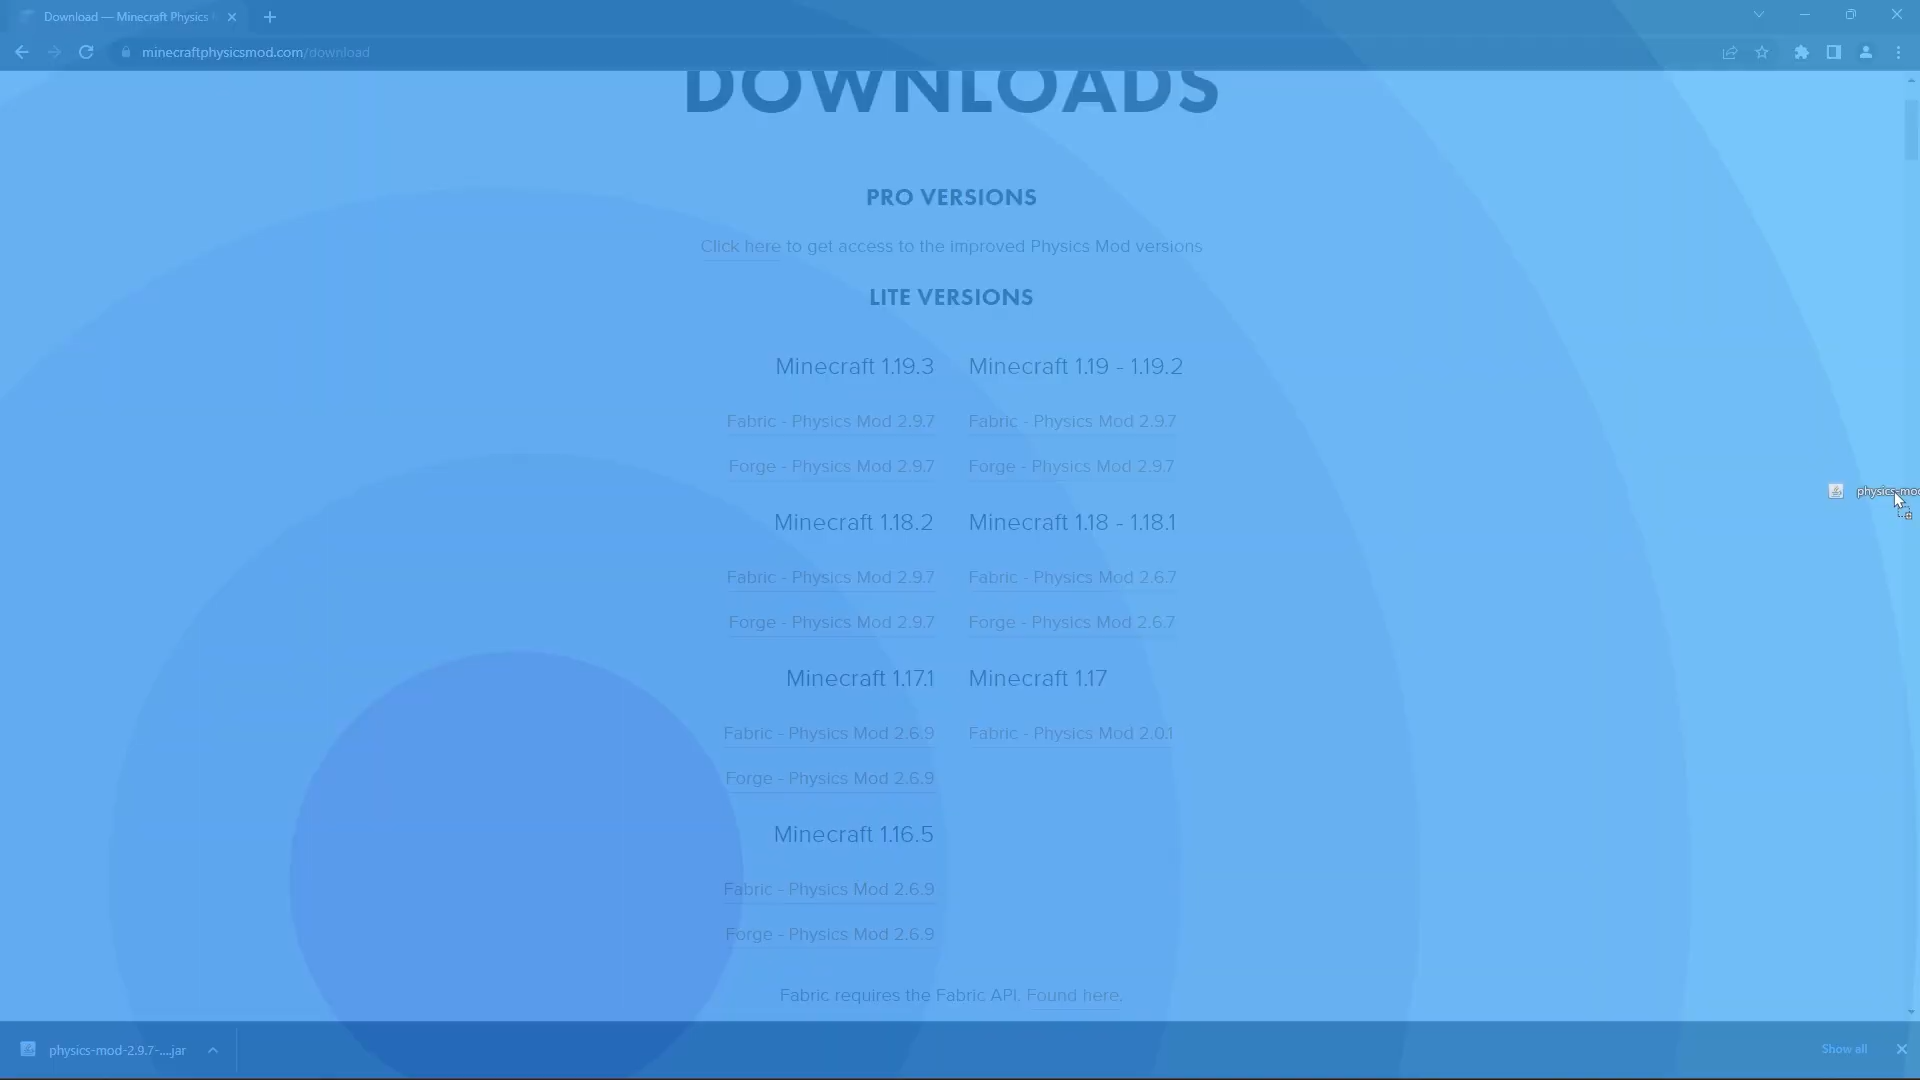 Download — Minecraft Physics
minecraftphysicsmod.com/download
DOWNLOADS
PRO VERSIONS
Click here to get access to the improved Physics Mod versions
LITE VERSIONS
Minecraft 1.19.3
Minecraft 1.19 - 1.19.2
Fabric - Physics Mod 2.9.7
Fabric - Physics Mod 2.9.7
Forge - Physics Mod 2.9.7
Forge - Physics Mod 2.9.7
physics-mod
Minecraft 1.18.2
Minecraft 1.18 - 1.18.1
Fabric - Physics Mod 2.9.7
Fabric - Physics Mod 2.6.7
Forge - Physics Mod 2.9.7
Forge - Physics Mod 2.6.7
Minecraft 1.17.1
Minecraft 1.17
Fabric - Physics Mod 2.6.9
Fabric - Physics Mod 2.0.1
Forge - Physics Mod 2.6.9
Minecraft 1.16.5
Fabric - Physics Mod 2.6.9
Forge - Physics Mod 2.6.9
Fabric requires the Fabric API. Found here.
physics-mod-2.9.7-....jar
Show all